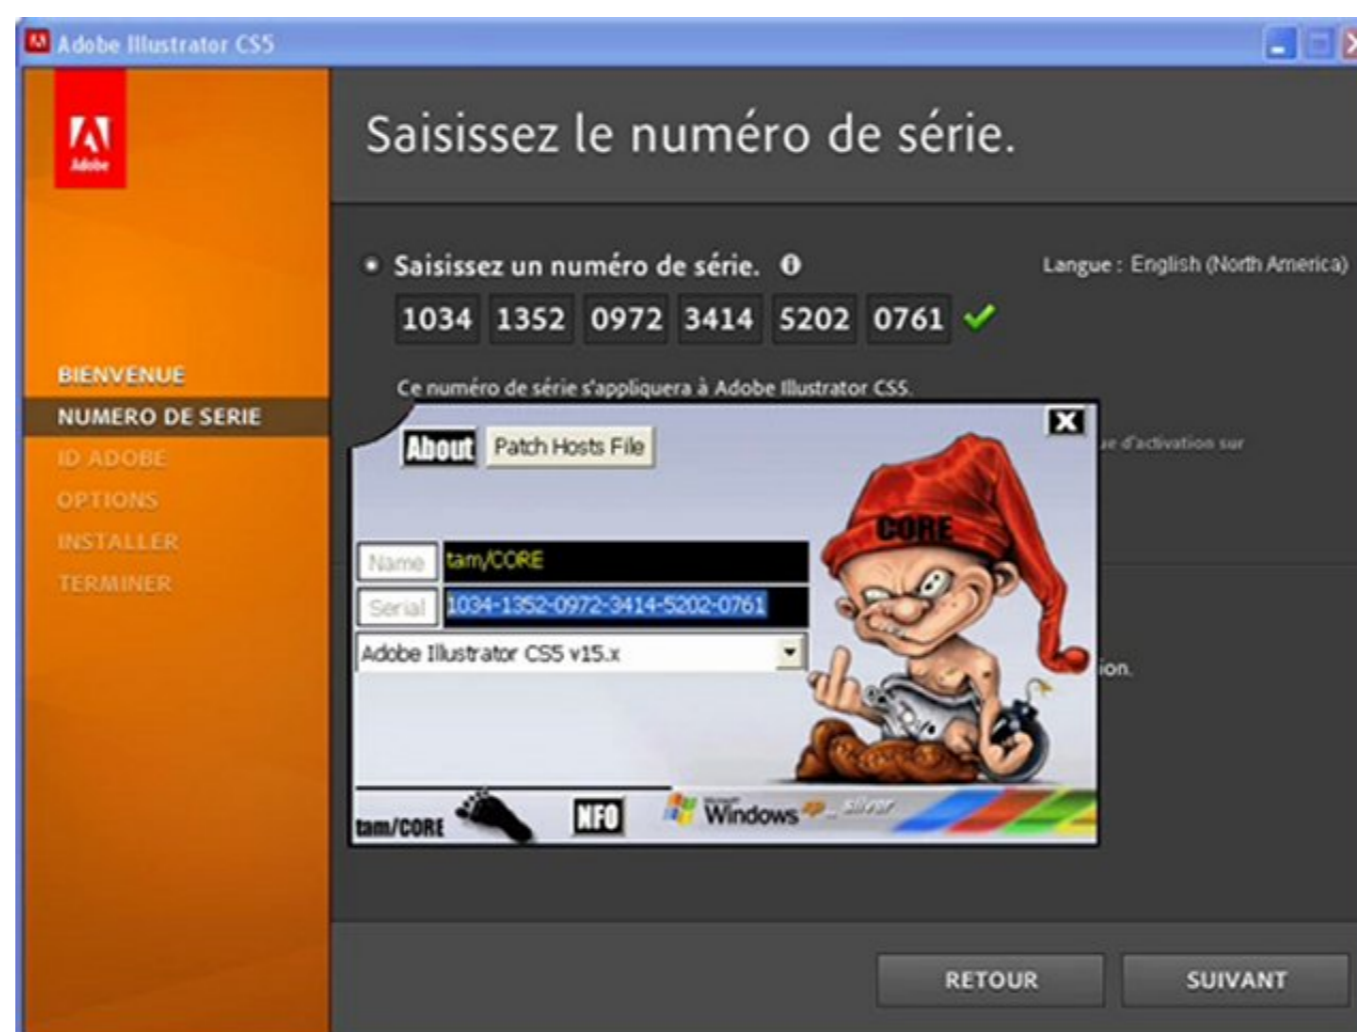 Adobe Illustrator CS5
Adobe
Saisissez le numéro de série.
Saisissez un numéro de série.
Langue : English (North America)
1034 1352 0972 3414 5202 0761
Ce numéro de série s'appliquera à Adobe Illustrator CS5.
BIENVENUE
NUMERO DE SERIE
ID ADOBE
OPTIONS
INSTALLER
TERMINER
About Patch Hosts File
d'activation sur
CORE
Name tam/CORE
Serial 1034-1352-0972-3414-5202-0761
Adobe Illustrator CS5 v15.x
ion.
tam/CORE NFO Microsoft Windows xp... silver
RETOUR SUIVANT